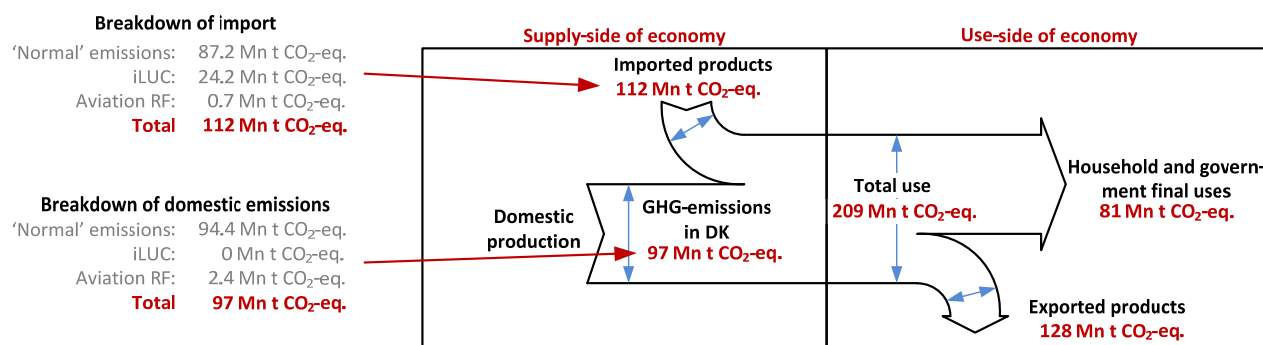 Breakdown of import
‘Normal’ emissions: 87.2 Mn t CO₂-eq.
iLUC: 24.2 Mn t CO₂-eq.
Aviation RF: 0.7 Mn t CO₂-eq.
Total 112 Mn t CO₂-eq.
Breakdown of domestic emissions
‘Normal’ emissions: 94.4 Mn t CO₂-eq.
iLUC: 0 Mn t CO₂-eq.
Aviation RF: 2.4 Mn t CO₂-eq.
Total 97 Mn t CO₂-eq.
Supply-side of economy
Imported products
112 Mn t CO₂-eq.
Domestic
production
GHG-emissions
in DK
97 Mn t CO₂-eq.
Use-side of economy
Total use
209 Mn t CO₂-eq.
Household and govern-
ment final uses
81 Mn t CO₂-eq.
Exported products
128 Mn t CO₂-eq.